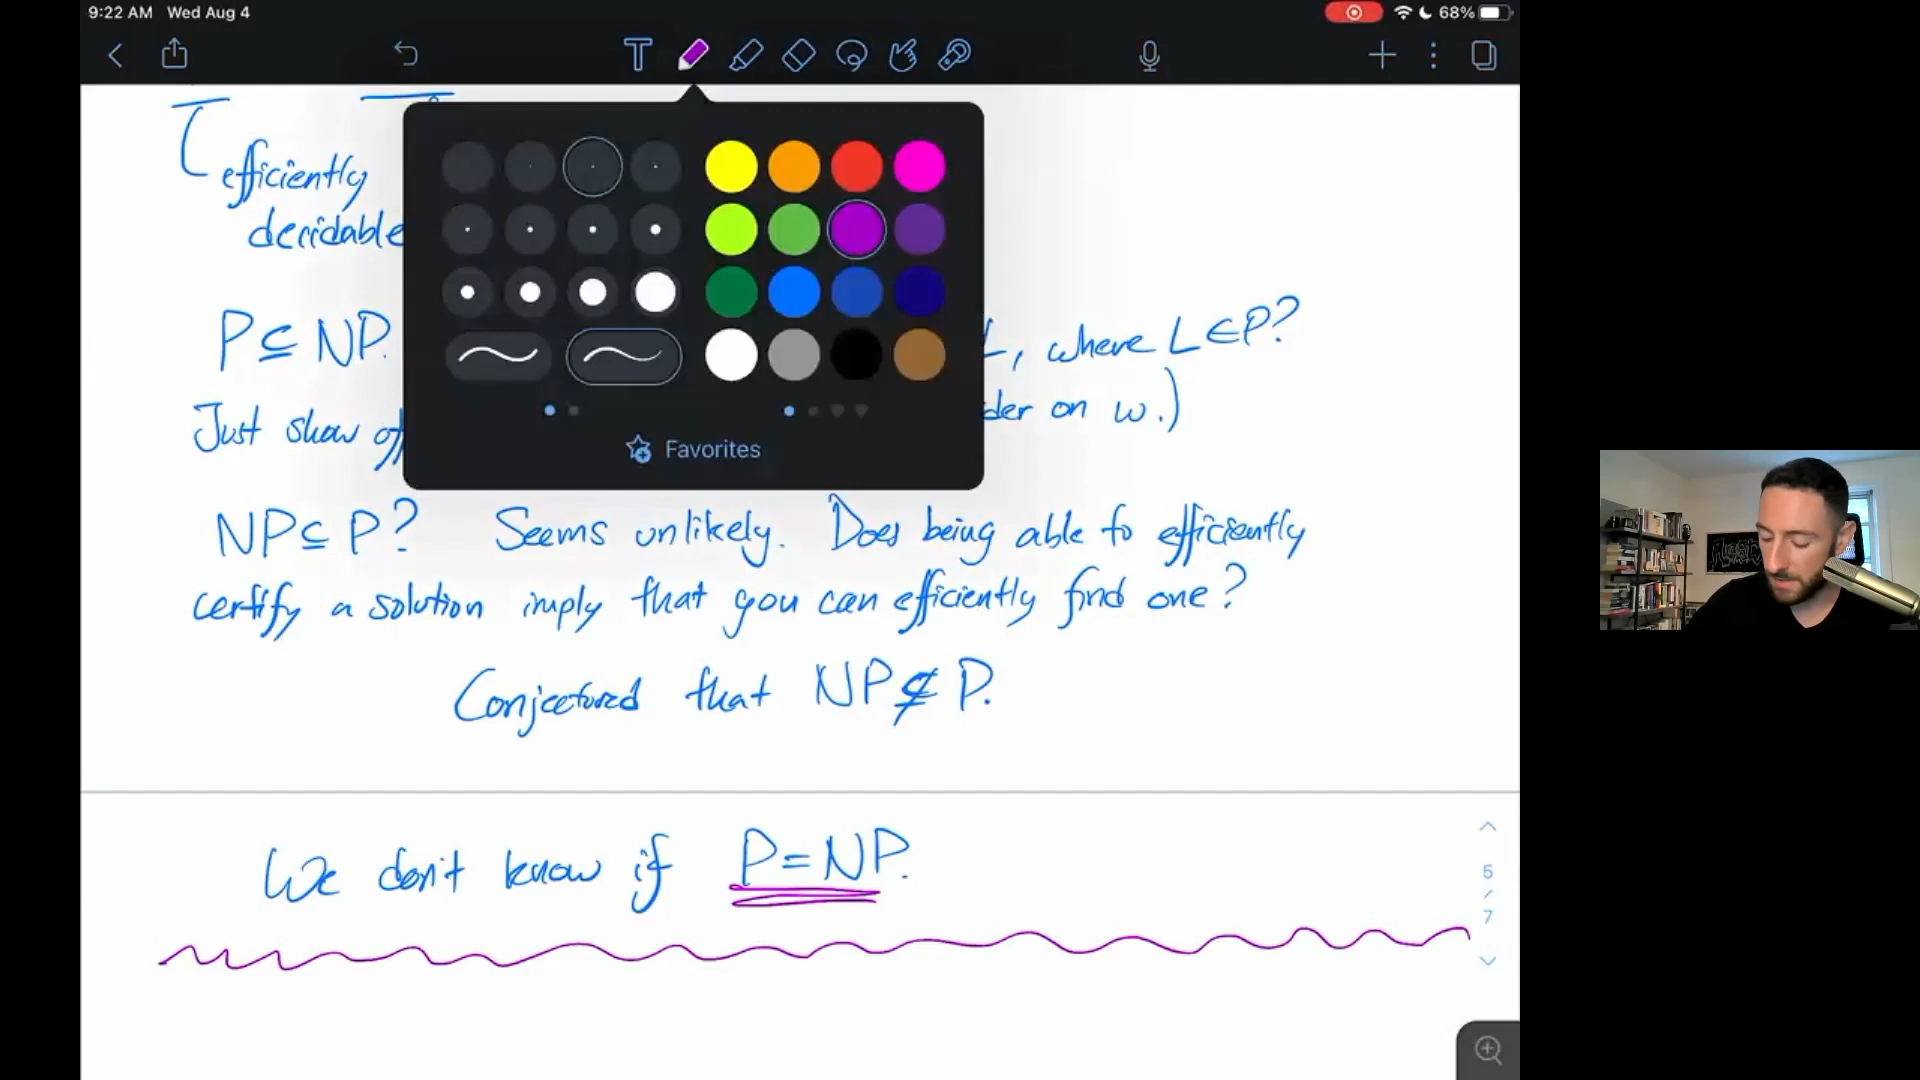 9:22 AM Wed Aug 4
68%
efficiently
decidable
P ⊆ NP.
L, where L ∈ P?
Just show
on w.)
Favorites
NP ⊆ P? Seems unlikely. Does being able to efficiently
certify a solution imply that you can efficiently find one?
Conjectured that NP ⊄ P.
We don't know if P = NP.
5
/
7